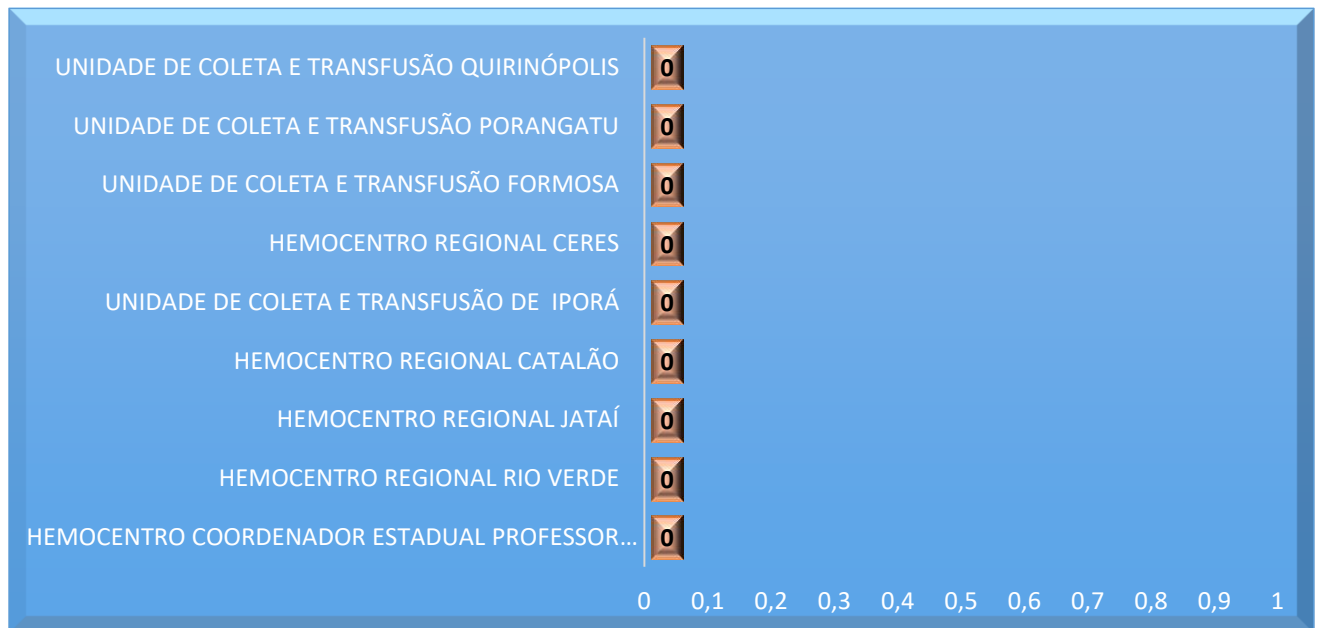 UNIDADE DE COLETA E TRANSFUSÃO QUIRINÓPOLIS 0
UNIDADE DE COLETA E TRANSFUSÃO PORANGATU 0
UNIDADE DE COLETA E TRANSFUSÃO FORMOSA 0
HEMOCENTRO REGIONAL CERES 0
UNIDADE DE COLETA E TRANSFUSÃO DE  IPORÁ 0
HEMOCENTRO REGIONAL CATALÃO 0
HEMOCENTRO REGIONAL JATAÍ 0
HEMOCENTRO REGIONAL RIO VERDE 0
HEMOCENTRO COORDENADOR ESTADUAL PROFESSOR... 0
0 0,1 0,2 0,3 0,4 0,5 0,6 0,7 0,8 0,9 1